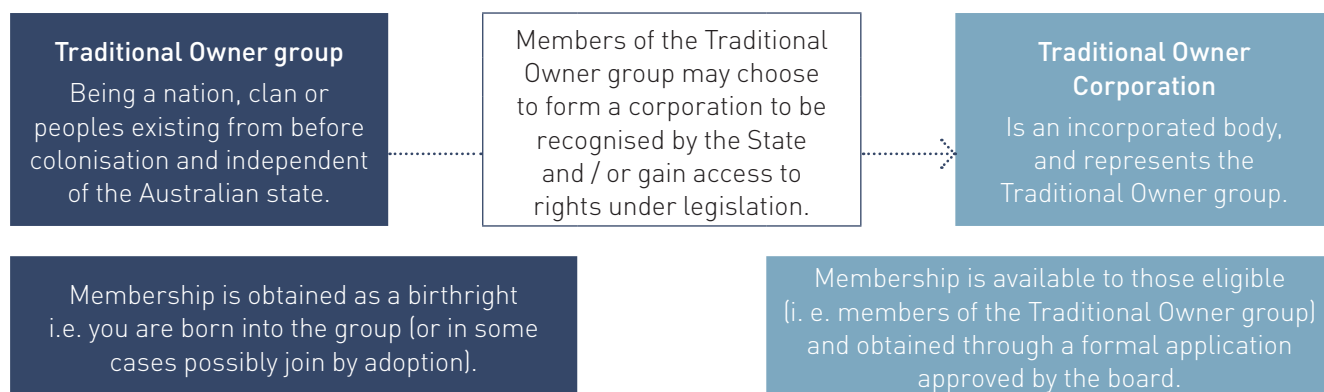 Traditional Owner group
Being a nation, clan or
peoples existing from before
colonisation and independent
of the Australian state.
Members of the Traditional
Owner group may choose
to form a corporation to be
recognised by the State
and / or gain access to
rights under legislation.
Traditional Owner
Corporation
Is an incorporated body,
and represents the
Traditional Owner group.
Membership is obtained as a birthright
i.e. you are born into the group (or in some
cases possibly join by adoption).
Membership is available to those eligible
(i. e. members of the Traditional Owner group)
and obtained through a formal application
approved by the board.